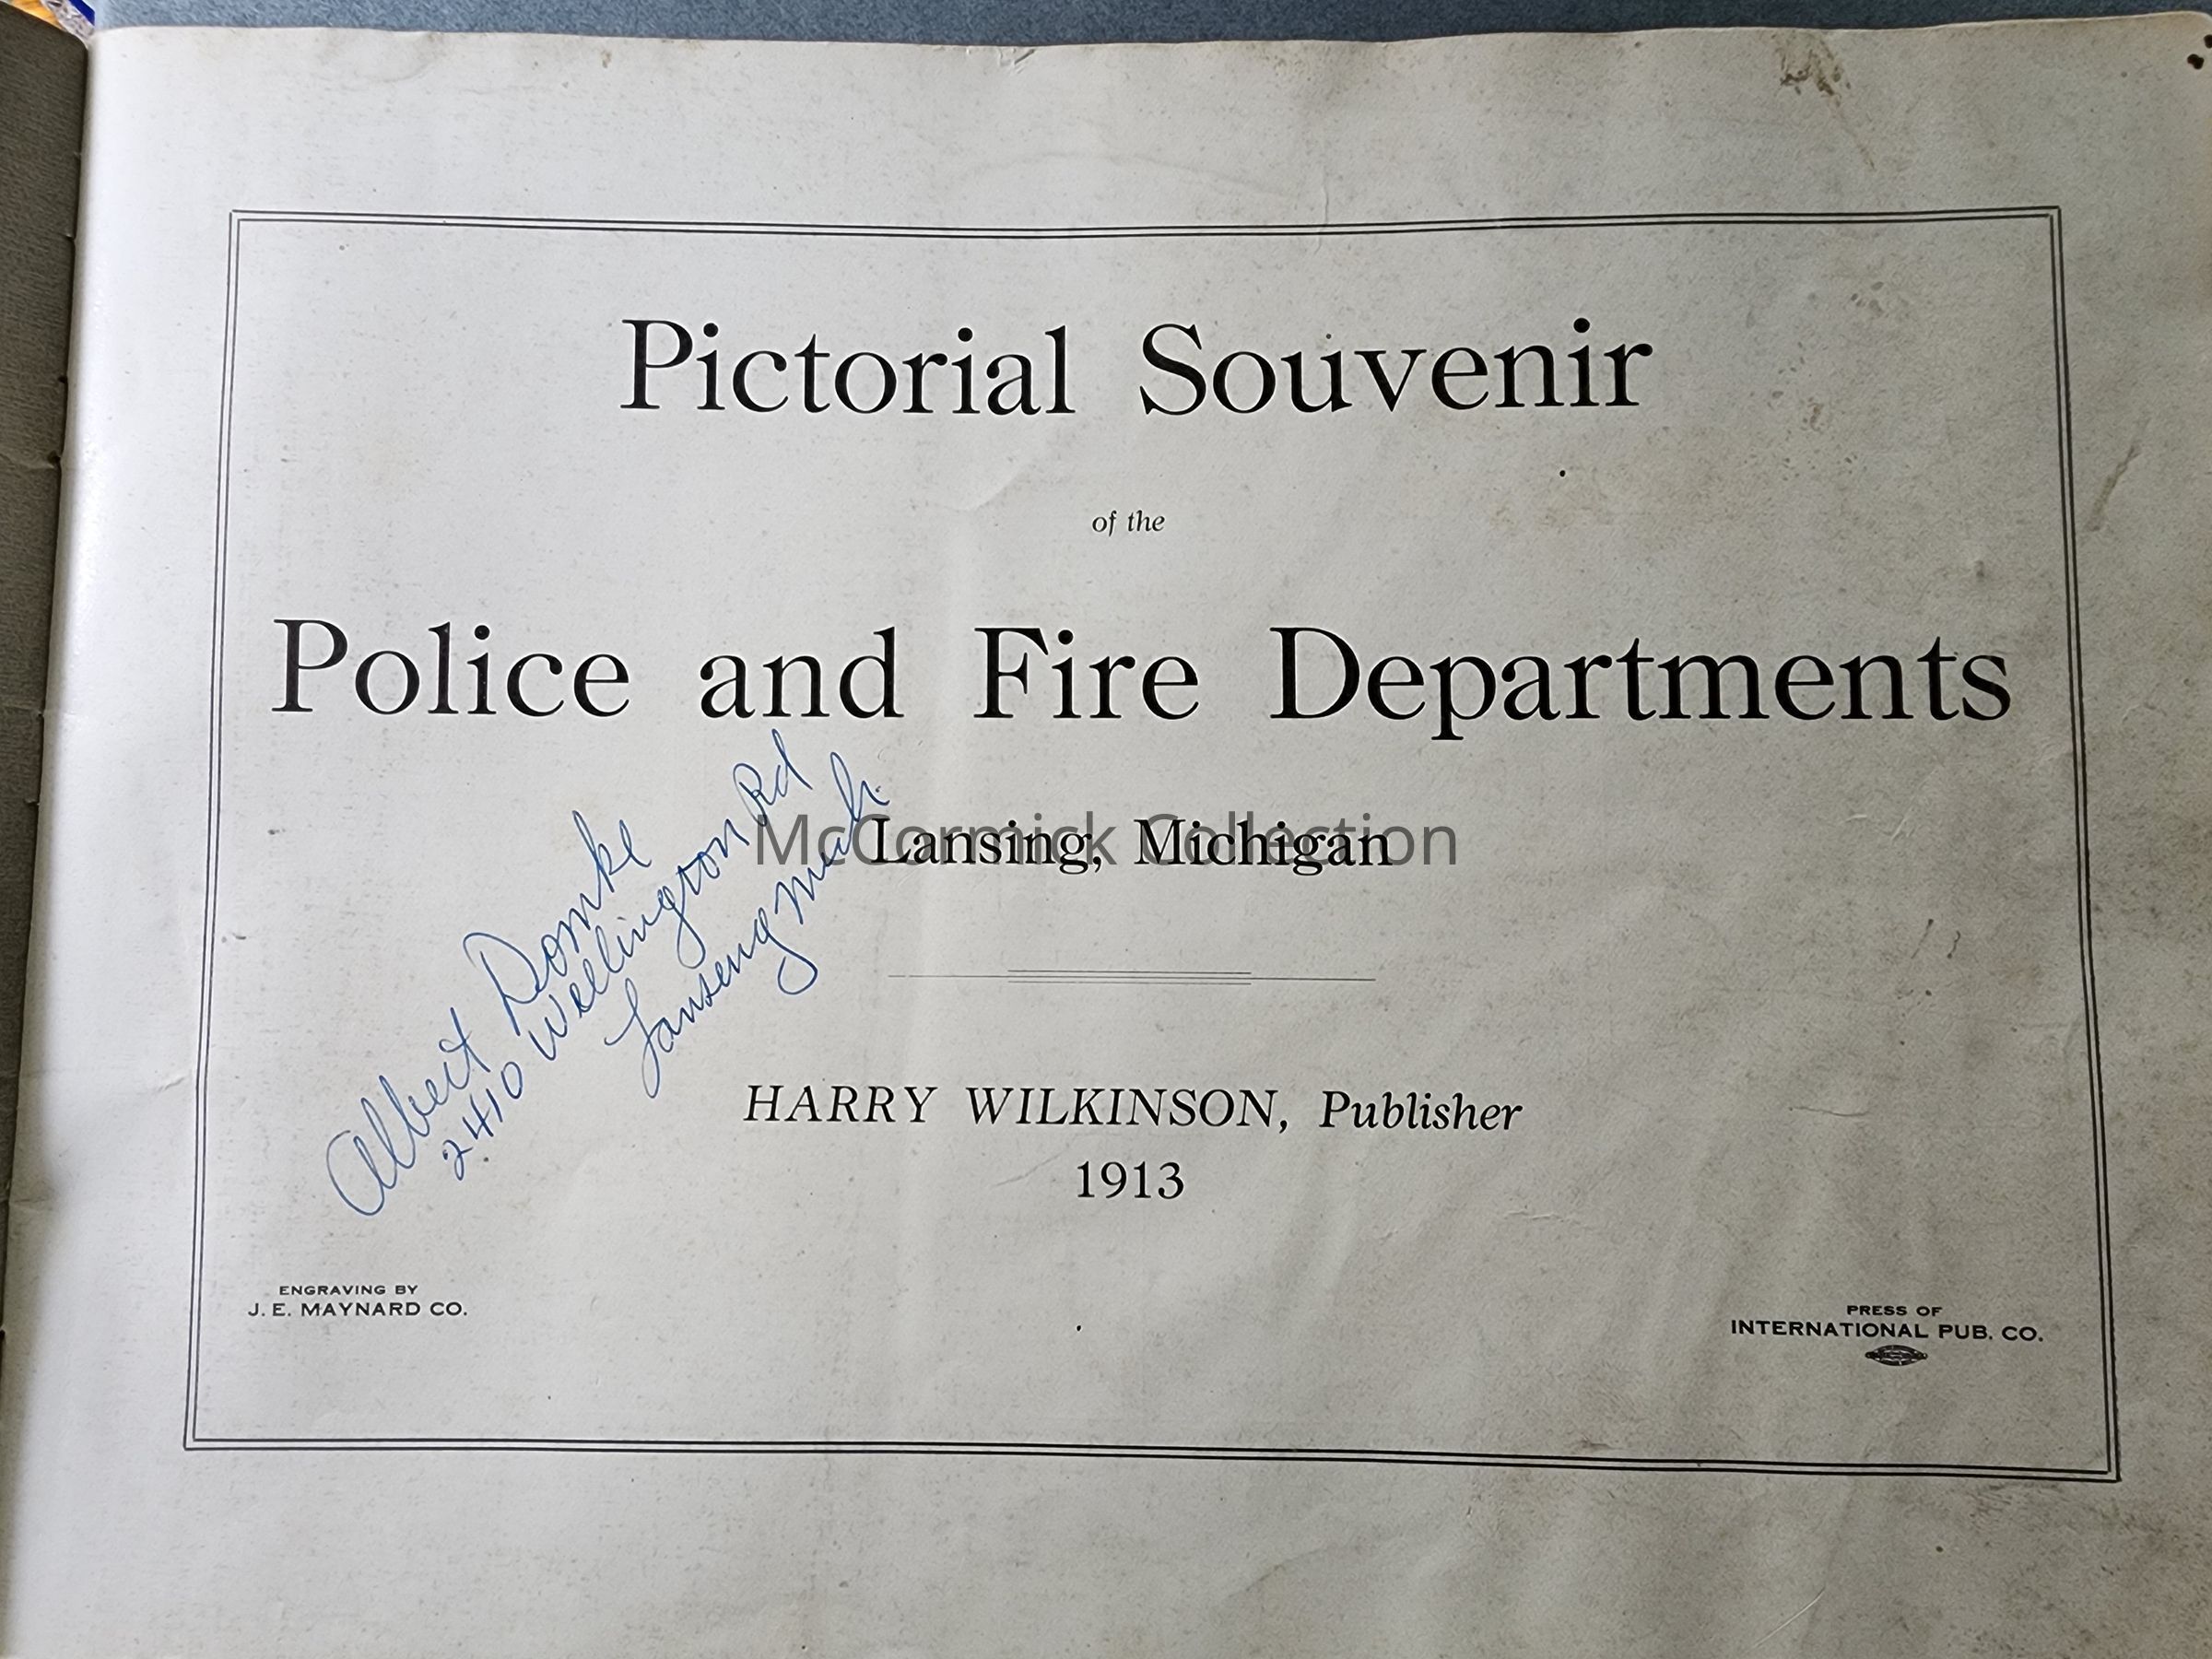 Pictorial Souvenir
of the
Police and Fire Departments
Lansing, Michigan
McCormick Collection
Albert Domke
2410 Wellington Rd
Lansing Mich.
HARRY WILKINSON, Publisher
1913
ENGRAVING BY
J. E. MAYNARD CO.
PRESS OF
INTERNATIONAL PUB. CO.